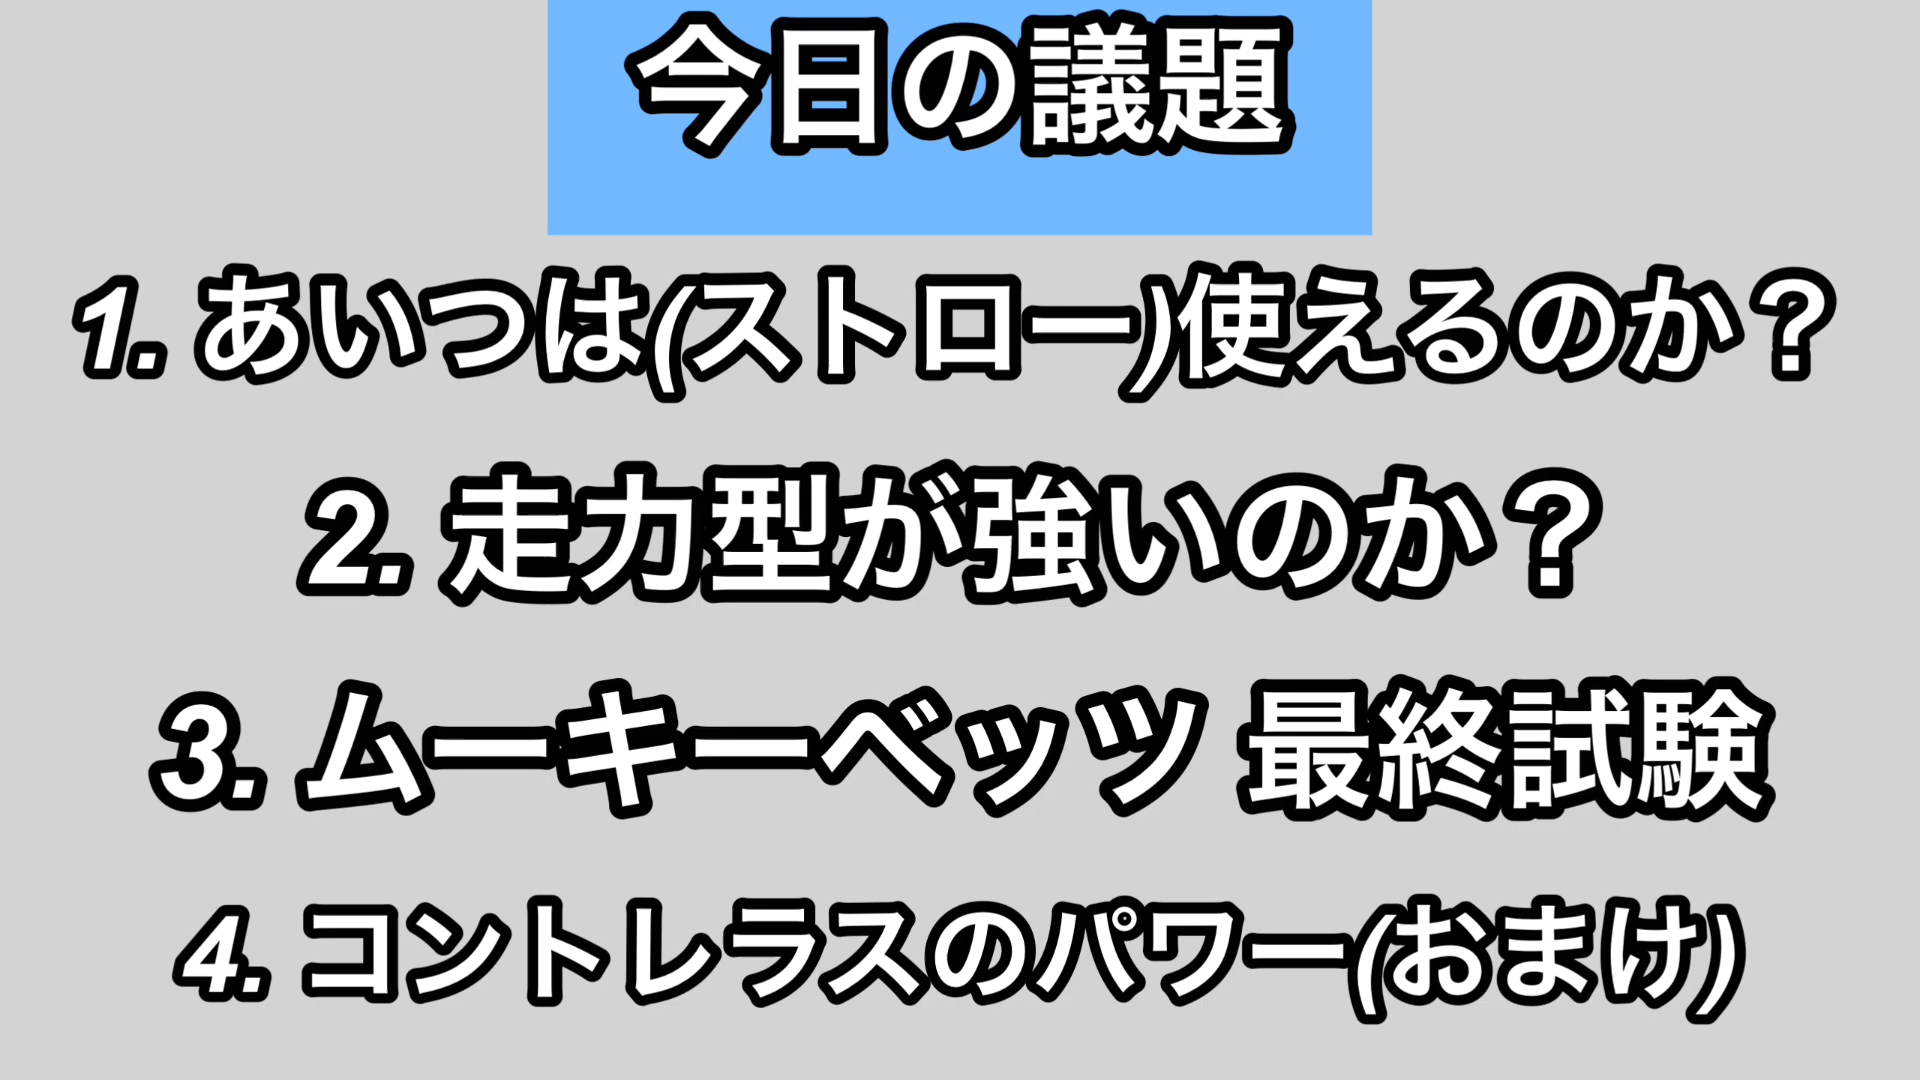 今日の議題
1. あいつは(ストロー)使えるのか？
2. 走力型が強いのか？
3. ムーキーベッツ 最終試験
4. コントレラスのパワー(おまけ)